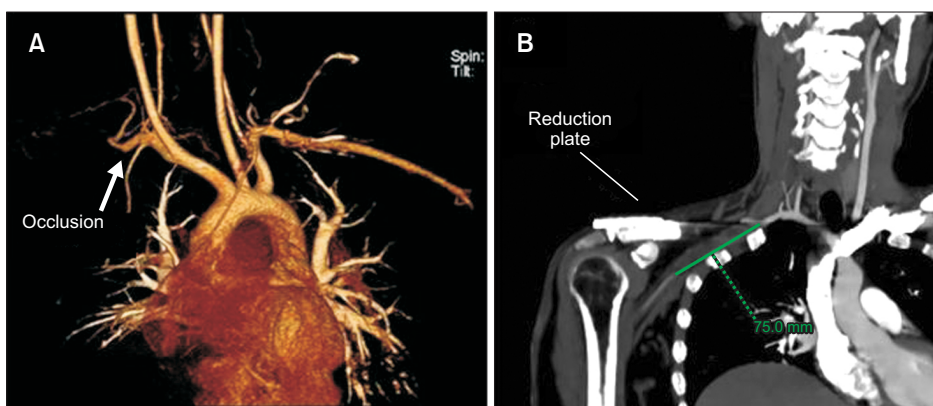 A
Spin:
Tilt:
Occlusion
B
Reduction
plate
75.0 mm